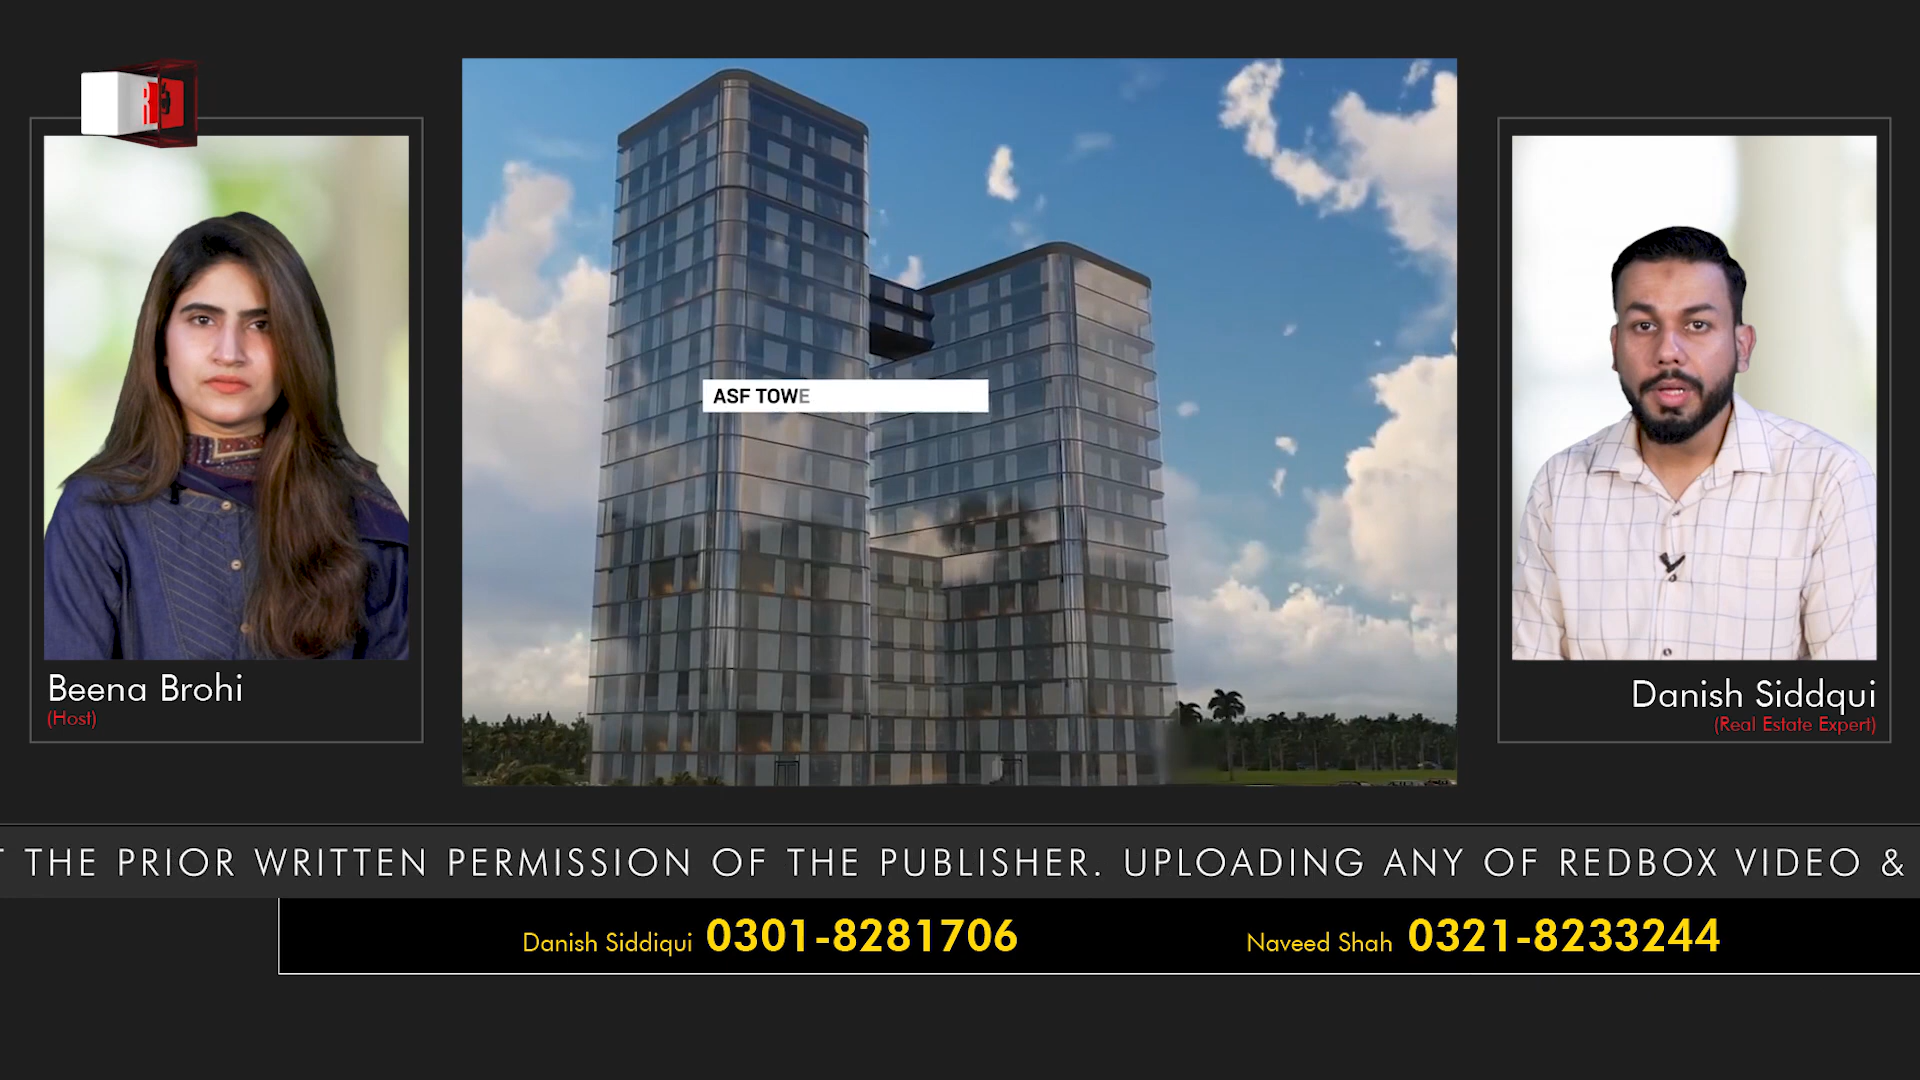 ASF TOWE
Beena Brohi
(Host)
Danish Siddqui
(Real Estate Expert)
THE PRIOR WRITTEN PERMISSION OF THE PUBLISHER. UPLOADING ANY OF REDBOX VIDEO &
Danish Siddiqui 0301-8281706
Naveed Shah 0321-8233244